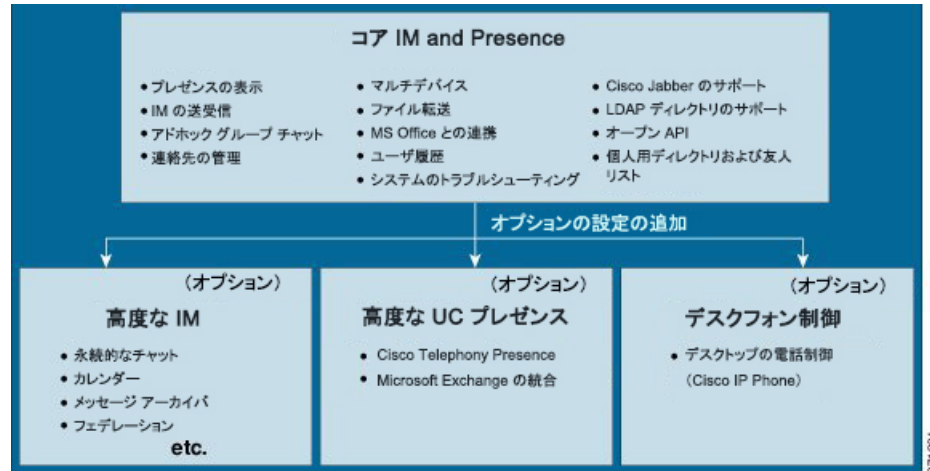 コア IM and Presence
• プレゼンスの表示
• IM の送受信
• アドホック グループ チャット
• 連絡先の管理
• マルチデバイス
• ファイル転送
• MS Office との連携
• ユーザ履歴
• システムのトラブルシューティング
• Cisco Jabber のサポート
• LDAP ディレクトリのサポート
• オープン API
• 個人用ディレクトリおよび友人
リスト
オプションの設定の追加
(オプション)
高度な IM
• 永続的なチャット
• カレンダー
• メッセージ アーカイバ
• フェデレーション
etc.
(オプション)
高度な UC プレゼンス
• Cisco Telephony Presence
• Microsoft Exchange の統合
(オプション)
デスクフォン制御
• デスクトップの電話制御
(Cisco IP Phone)